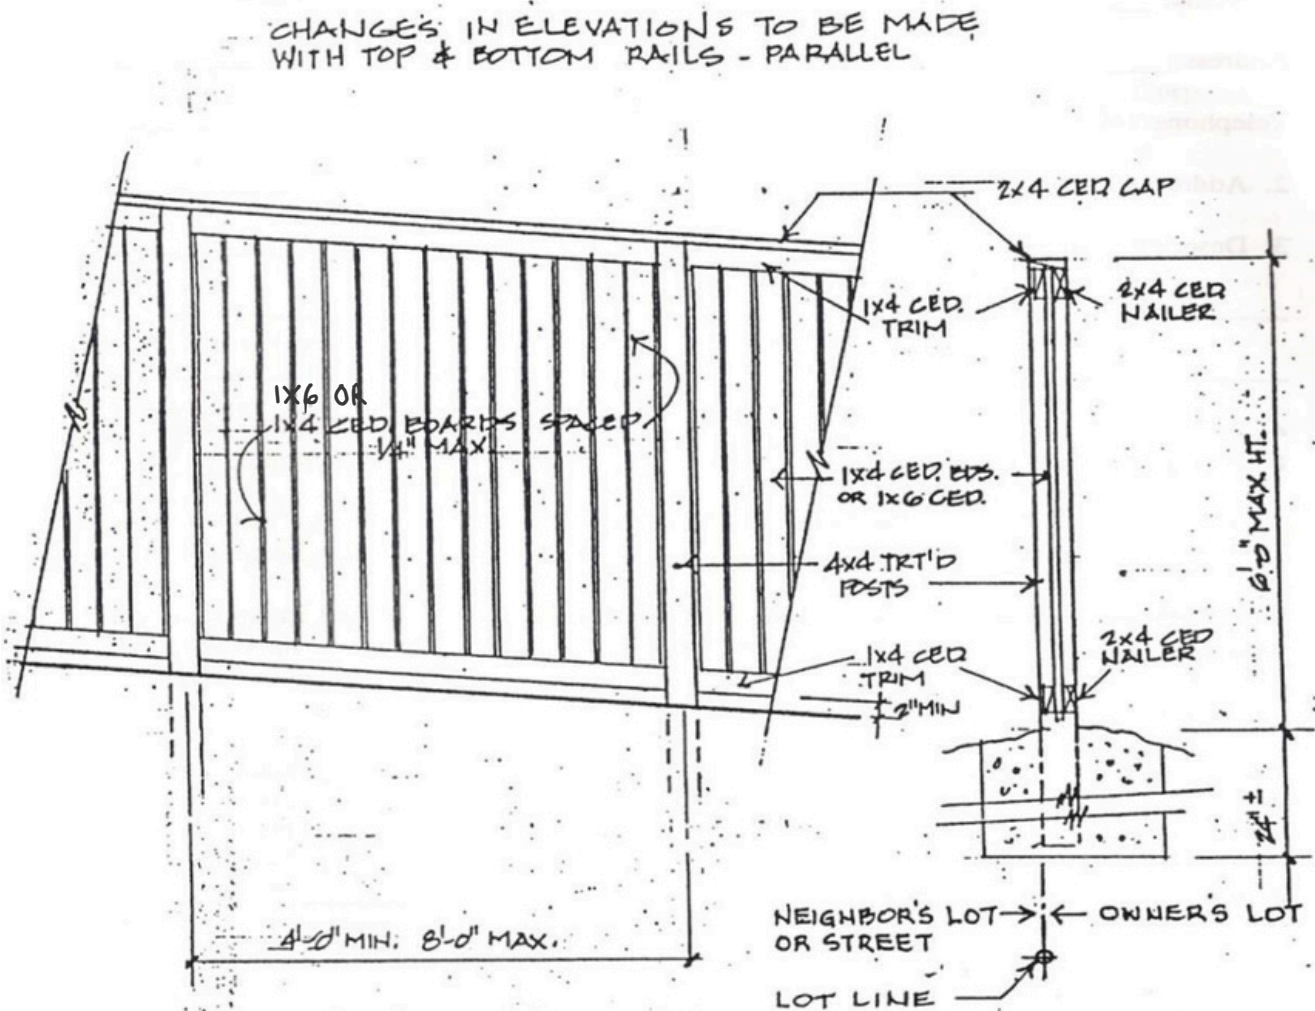 CHANGES IN ELEVATIONS TO BE MADE
WITH TOP & BOTTOM RAILS - PARALLEL
2x4 CED CAP
1x4 CED.
TRIM
2x4 CED
NAILER
1X6 OR
1x4 CED. BOARDS SPACED
1/4" MAX
1x4 CED. BDS.
OR 1x6 CED.
4x4 TRT'D
POSTS
6'0" MAX HT.
1x4 CED
TRIM
2x4 CED
NAILER
2" MIN
24" ±
4'-0" MIN. 8'-0" MAX.
NEIGHBOR'S LOT
OR STREET
OWNER'S LOT
LOT LINE
2. Addr